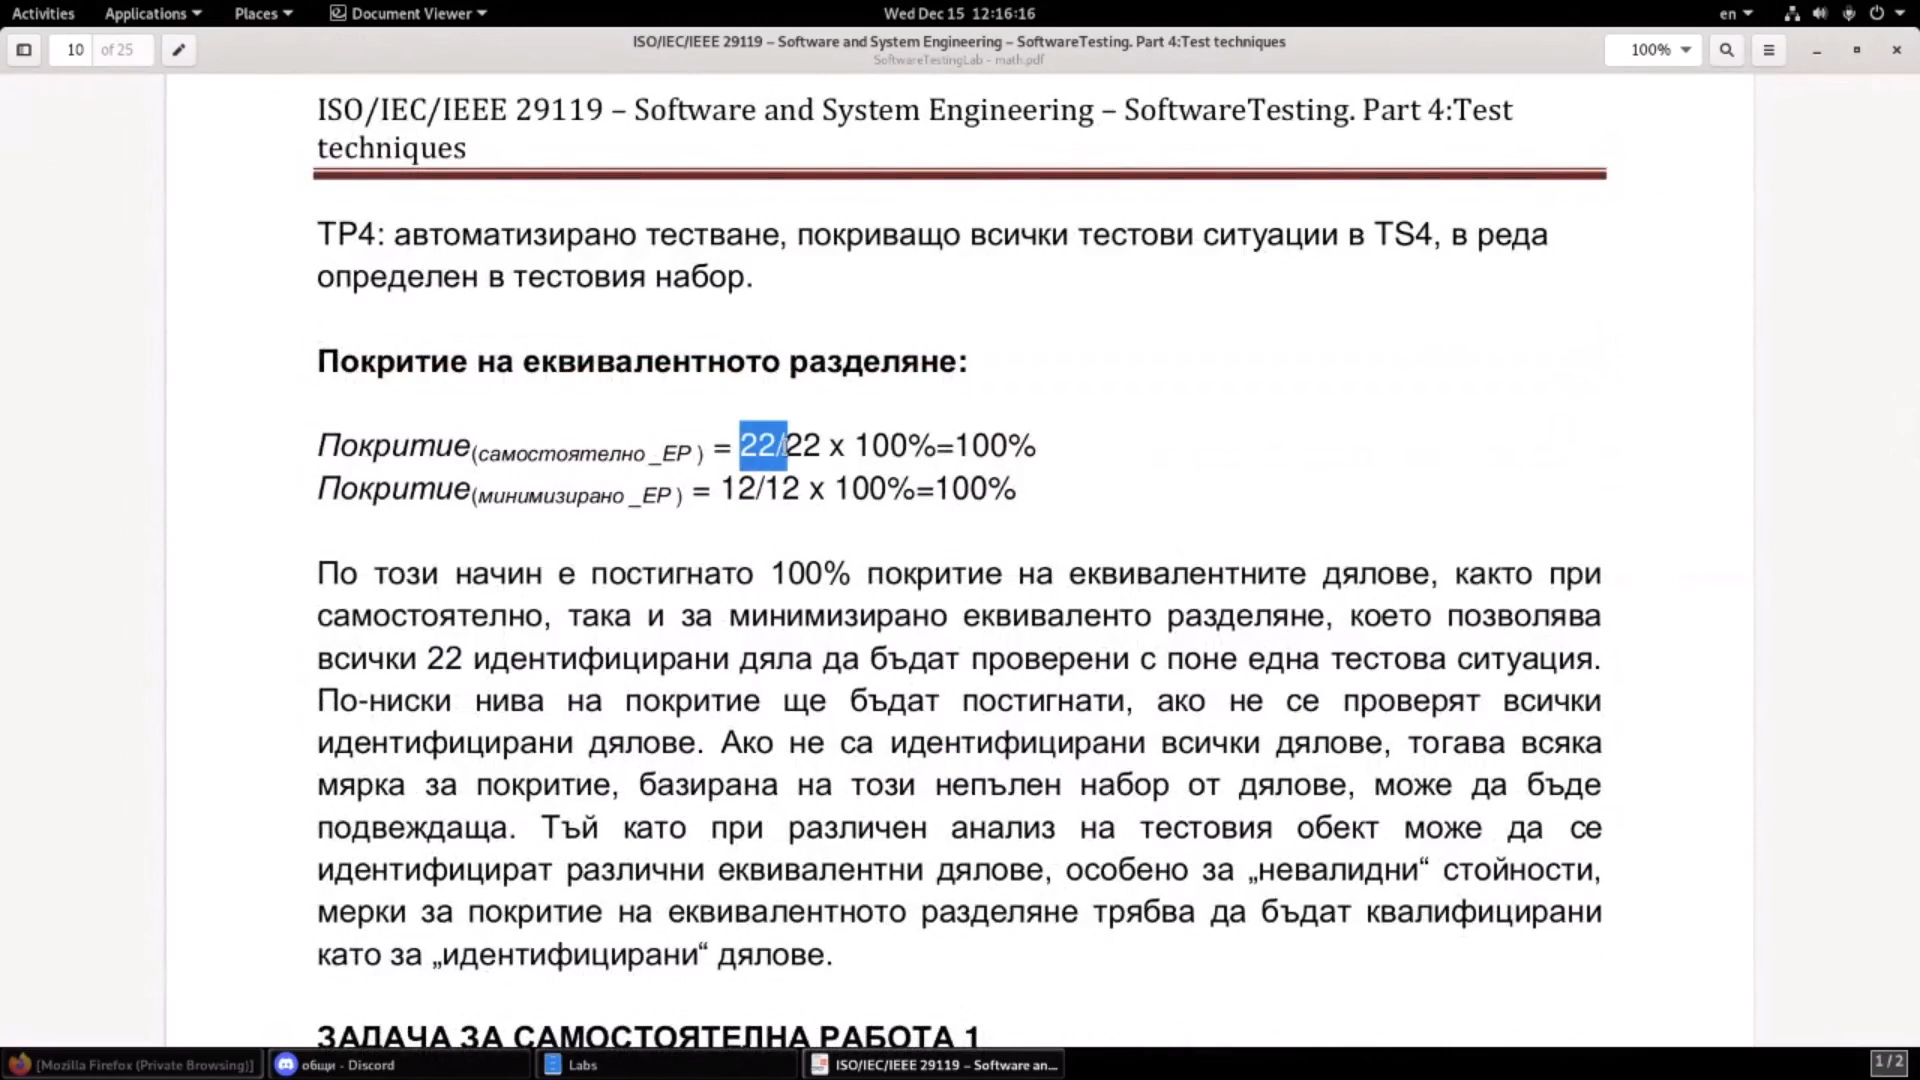 Activities Applications Places Document Viewer Wed Dec 15 12:16:16 en
10 of 25 ISO/IEC/IEEE 29119 – Software and System Engineering – SoftwareTesting. Part 4:Test techniques 100%
SoftwareTestingLab - math.pdf
ISO/IEC/IEEE 29119 – Software and System Engineering – SoftwareTesting. Part 4:Test
techniques
TP4: автоматизирано тестване, покриващо всички тестови ситуации в TS4, в реда
определен в тестовия набор.
Покритие на еквивалентното разделяне:
Покритие(самостоятелно _EP ) = 22/22 x 100%=100%
Покритие(минимизирано _EP ) = 12/12 x 100%=100%
По този начин е постигнато 100% покритие на еквивалентните дялове, както при
самостоятелно, така и за минимизирано еквиваленто разделяне, което позволява
всички 22 идентифицирани дяла да бъдат проверени с поне една тестова ситуация.
По-ниски нива на покритие ще бъдат постигнати, ако не се проверят всички
идентифицирани дялове. Ако не са идентифицирани всички дялове, тогава всяка
мярка за покритие, базирана на този непълен набор от дялове, може да бъде
подвеждаща. Тъй като при различен анализ на тестовия обект може да се
идентифицират различни еквивалентни дялове, особено за „невалидни“ стойности,
мерки за покритие на еквивалентното разделяне трябва да бъдат квалифицирани
като за „идентифицирани“ дялове.
ЗАДАЧА ЗА САМОСТОЯТЕЛНА РАБОТА 1
[Mozilla Firefox (Private Browsing)] общи - Discord Labs ISO/IEC/IEEE 29119 – Software an... 1 / 2